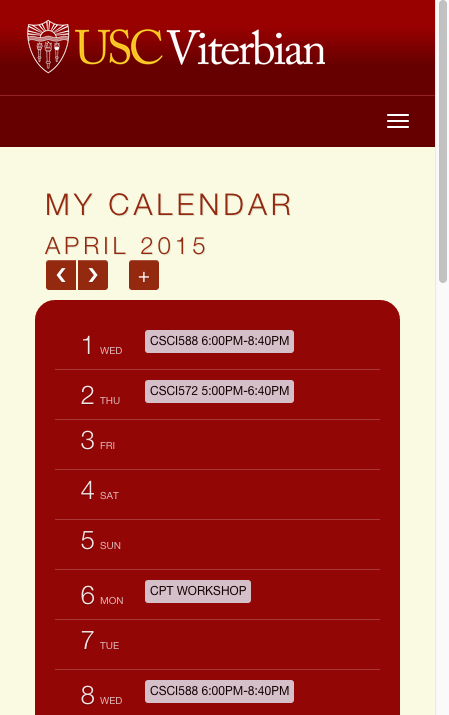 USC Viterbian
MY CALENDAR
APRIL 2015
+
1 WED CSCI588 6:00PM-8:40PM
2 THU CSCI572 5:00PM-6:40PM
3 FRI
4 SAT
5 SUN
6 MON CPT WORKSHOP
7 TUE
8 WED CSCI588 6:00PM-8:40PM